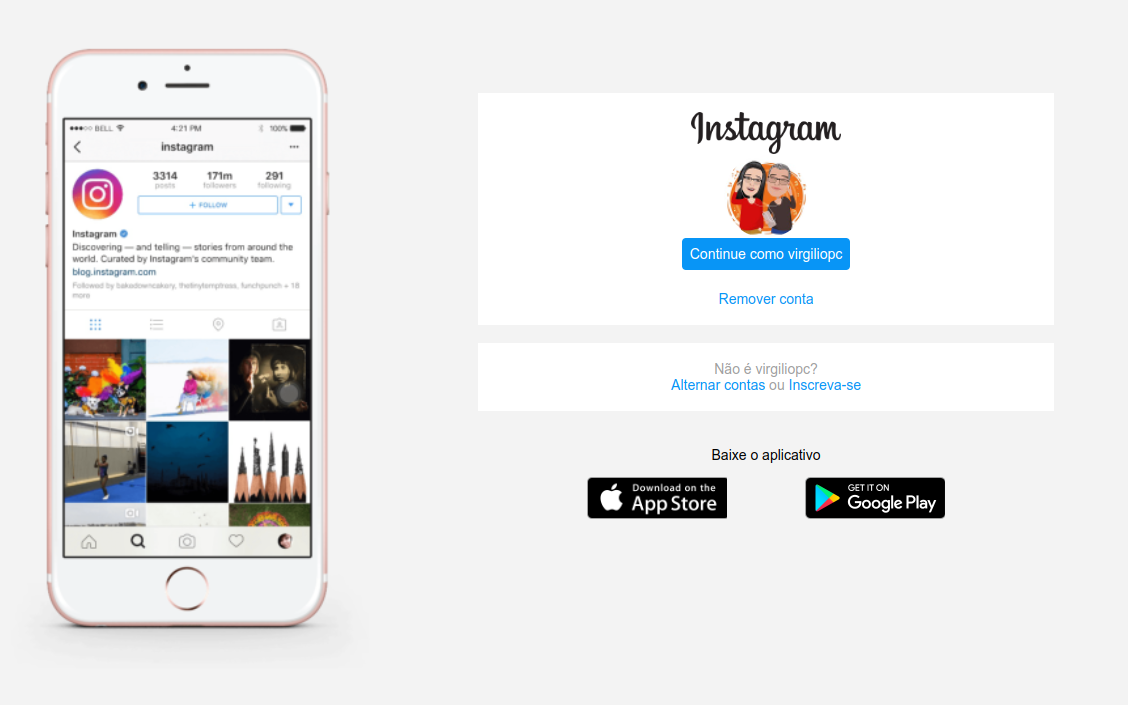 BELL
4:21 PM
100%
instagram
3314
171m
291
posts
followers
following
+ FOLLOW
Instagram
Discovering — and telling — stories from around the
world. Curated by Instagram's community team.
blog.instagram.com
Followed by bakedowncakery, thetinytemptress, funchpunch + 18
more
Instagram
Continue como virgiliopc
Remover conta
Não é virgiliopc?
Alternar contas ou Inscreva-se
Baixe o aplicativo
Download on the
App Store
GET IT ON
Google Play